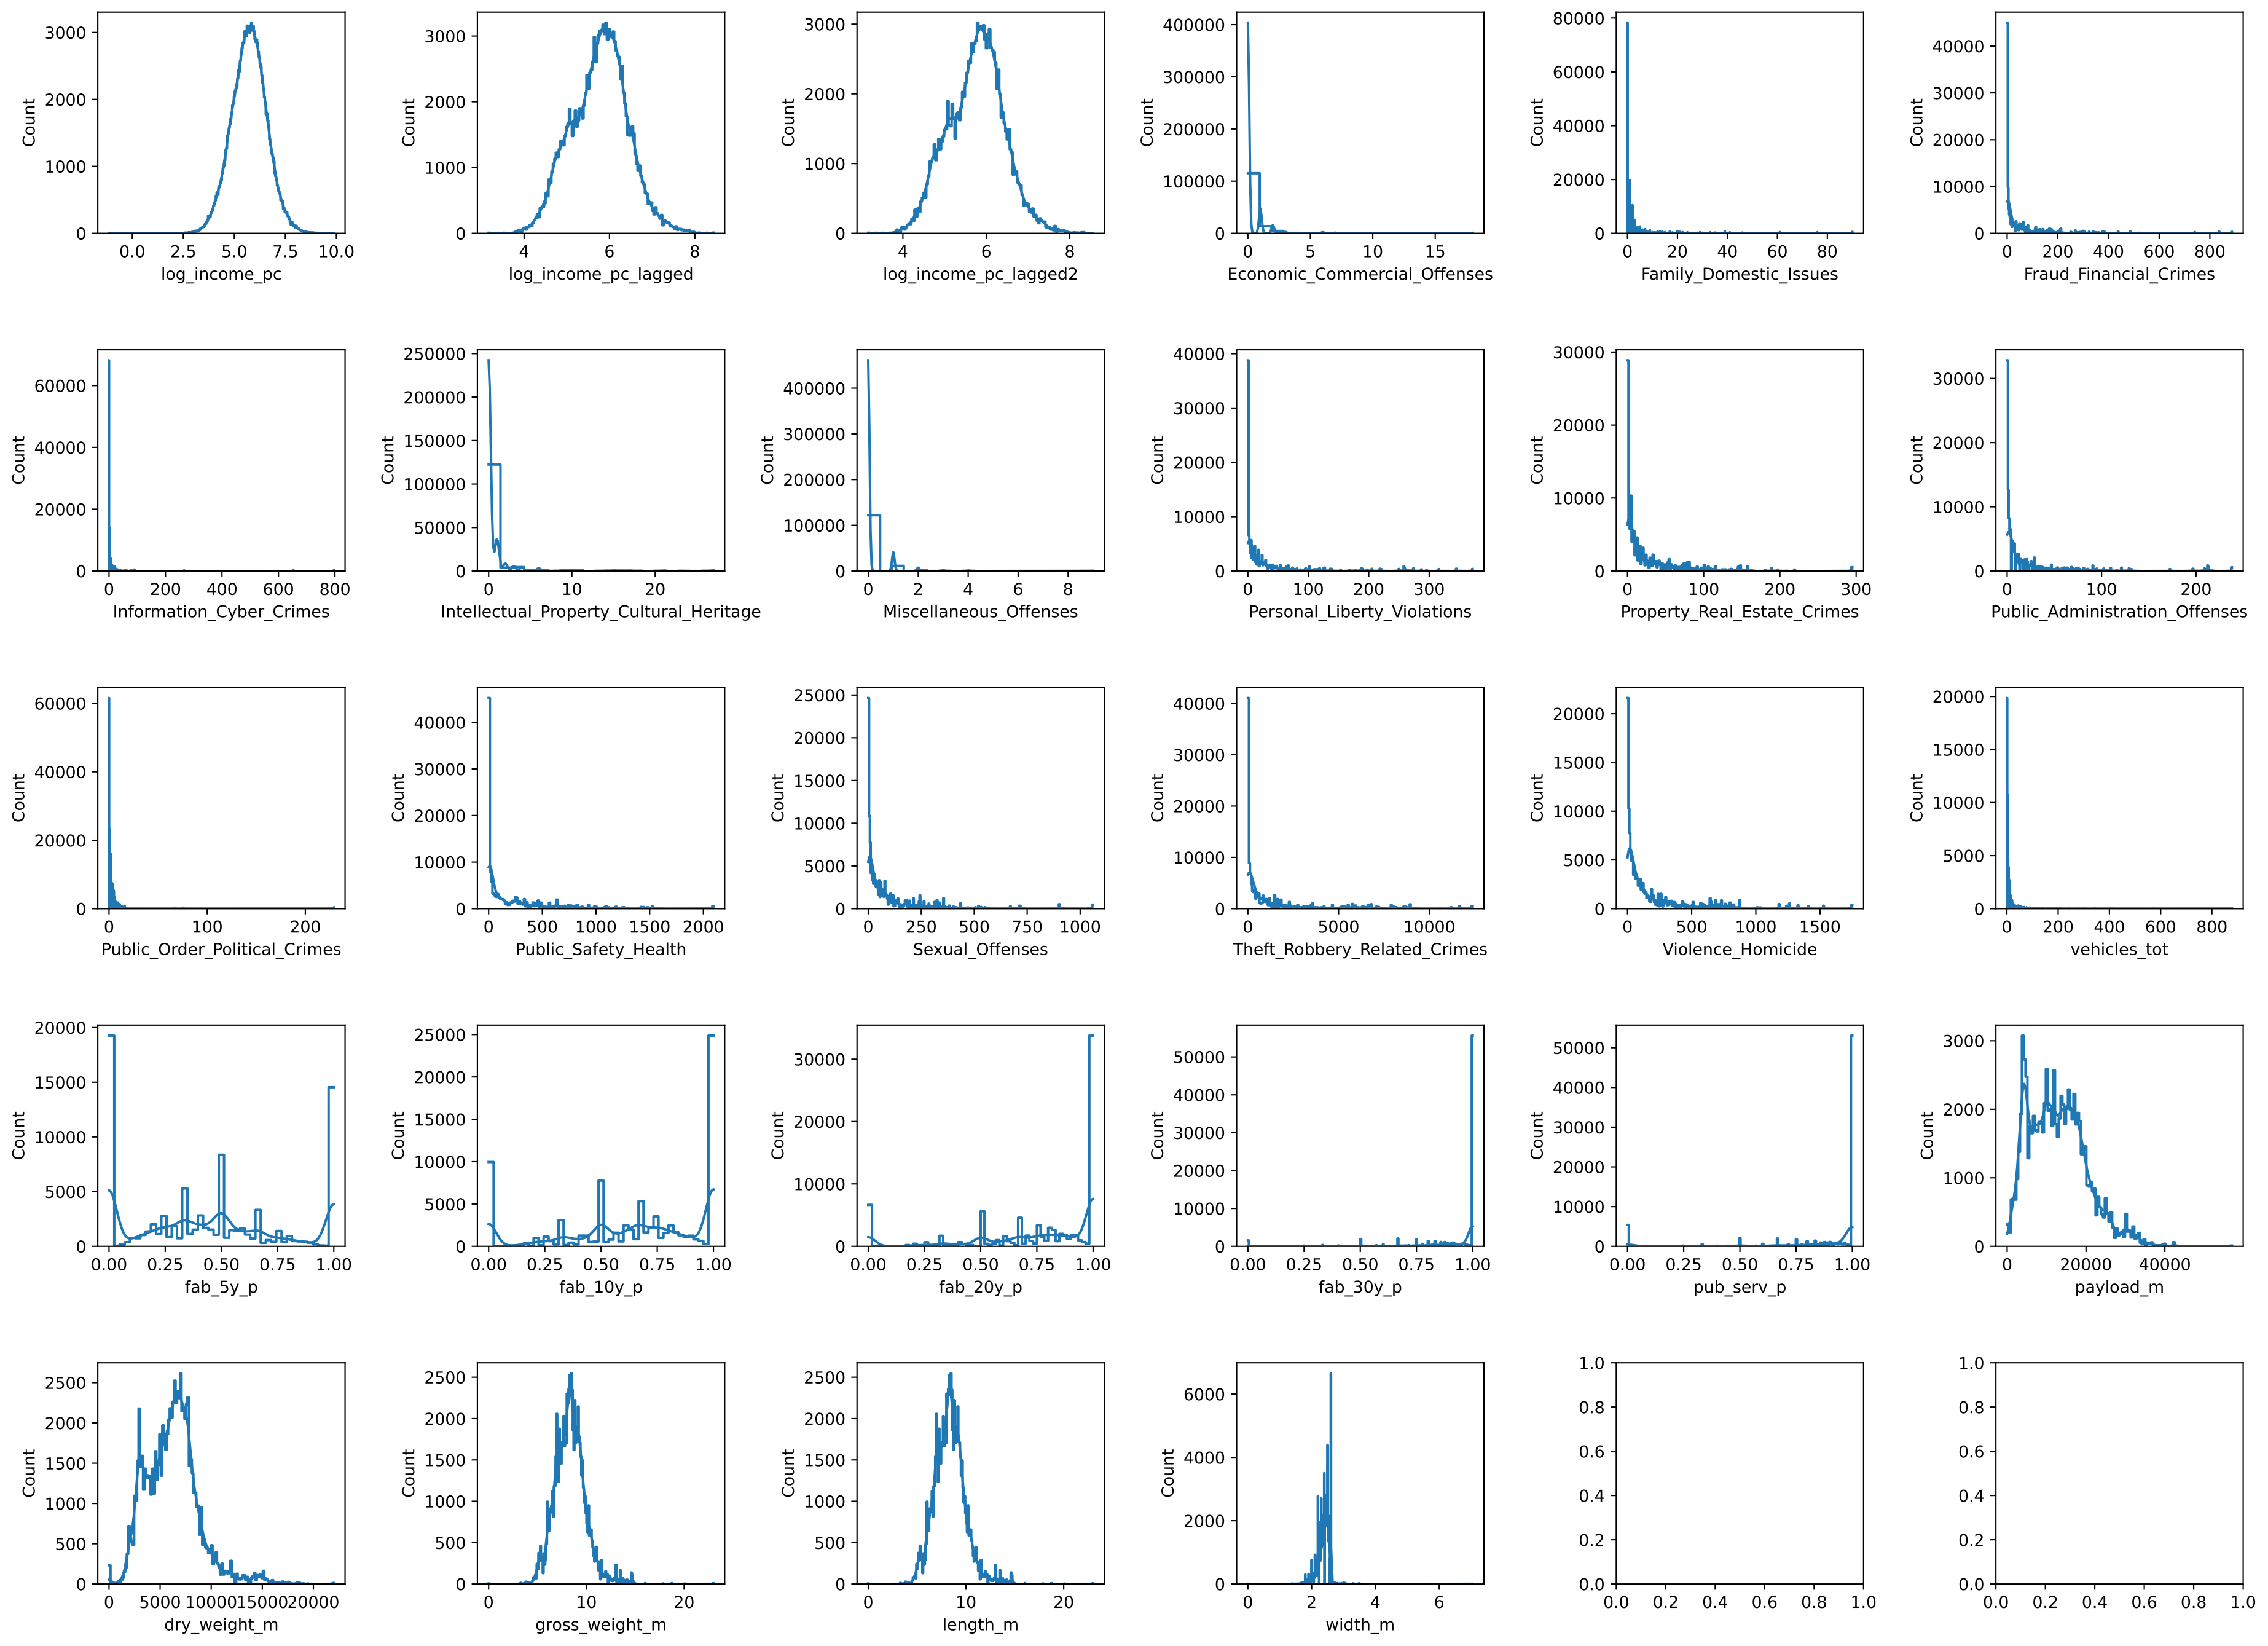 3000
2000
1000
0
Count
0.0 2.5 5.0 7.5 10.0
log_income_pc
3000
2000
1000
0
Count
4 6 8
log_income_pc_lagged
3000
2000
1000
0
Count
4 6 8
log_income_pc_lagged2
400000
300000
200000
100000
0
Count
0 5 10 15
Economic_Commercial_Offenses
80000
60000
40000
20000
0
Count
0 20 40 60 80
Family_Domestic_Issues
40000
30000
20000
10000
0
Count
0 200 400 600 800
Fraud_Financial_Crimes
60000
40000
20000
0
Count
0 200 400 600 800
Information_Cyber_Crimes
250000
200000
150000
100000
50000
0
Count
0 10 20
Intellectual_Property_Cultural_Heritage
400000
300000
200000
100000
0
Count
0 2 4 6 8
Miscellaneous_Offenses
40000
30000
20000
10000
0
Count
0 100 200 300
Personal_Liberty_Violations
30000
20000
10000
0
Count
0 100 200 300
Property_Real_Estate_Crimes
30000
20000
10000
0
Count
0 100 200
Public_Administration_Offenses
60000
40000
20000
0
Count
0 100 200
Public_Order_Political_Crimes
40000
30000
20000
10000
0
Count
0 500 1000 1500 2000
Public_Safety_Health
25000
20000
15000
10000
5000
0
Count
0 250 500 750 1000
Sexual_Offenses
40000
30000
20000
10000
0
Count
0 5000 10000
Theft_Robbery_Related_Crimes
20000
15000
10000
5000
0
Count
0 500 1000 1500
Violence_Homicide
20000
15000
10000
5000
0
Count
0 200 400 600 800
vehicles_tot
20000
15000
10000
5000
0
Count
0.00 0.25 0.50 0.75 1.00
fab_5y_p
25000
20000
15000
10000
5000
0
Count
0.00 0.25 0.50 0.75 1.00
fab_10y_p
30000
20000
10000
0
Count
0.00 0.25 0.50 0.75 1.00
fab_20y_p
50000
40000
30000
20000
10000
0
Count
0.00 0.25 0.50 0.75 1.00
fab_30y_p
50000
40000
30000
20000
10000
0
Count
0.00 0.25 0.50 0.75 1.00
pub_serv_p
3000
2000
1000
0
Count
0 20000 40000
payload_m
2500
2000
1500
1000
500
0
Count
0 5000 10000 15000 20000
dry_weight_m
2500
2000
1500
1000
500
0
Count
0 10 20
gross_weight_m
2500
2000
1500
1000
500
0
Count
0 10 20
length_m
6000
4000
2000
0
Count
0 2 4 6
width_m
1.0
0.8
0.6
0.4
0.2
0.0
0.0 0.2 0.4 0.6 0.8 1.0
1.0
0.8
0.6
0.4
0.2
0.0
0.0 0.2 0.4 0.6 0.8 1.0